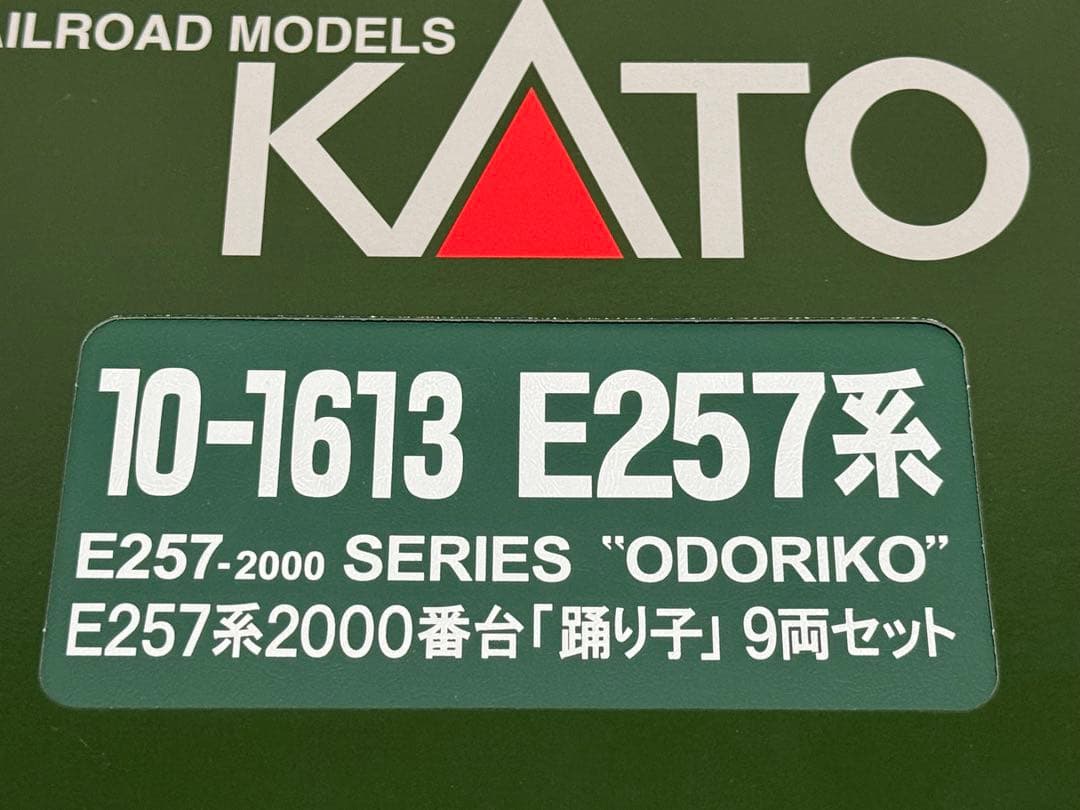 AILROAD MODELS
KATO
10-1613 E257系
E257-2000 SERIES "ODORIKO"
E257系2000番台「踊り子」 9両セット